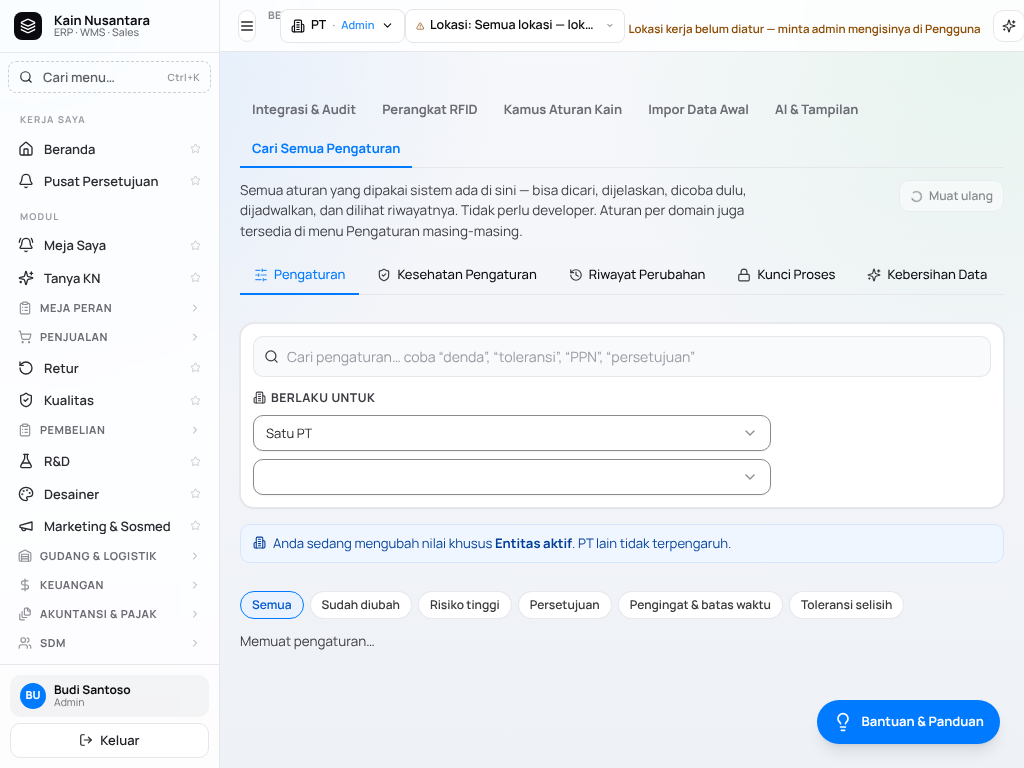 Kain Nusantara
ERP · WMS · Sales
Cari menu... Ctrl+K
KERJA SAYA
Beranda
Pusat Persetujuan
MODUL
Meja Saya
Tanya KN
MEJA PERAN
PENJUALAN
Retur
Kualitas
PEMBELIAN
R&D
Desainer
Marketing & Sosmed
GUDANG & LOGISTIK
KEUANGAN
AKUNTANSI & PAJAK
SDM
BU Budi Santoso
Admin
Keluar
BE
PT · Admin
Lokasi: Semua lokasi — lok...
Lokasi kerja belum diatur — minta admin mengisinya di Pengguna
Integrasi & Audit Perangkat RFID Kamus Aturan Kain Impor Data Awal AI & Tampilan
Cari Semua Pengaturan
Semua aturan yang dipakai sistem ada di sini — bisa dicari, dijelaskan, dicoba dulu,
dijadwalkan, dan dilihat riwayatnya. Tidak perlu developer. Aturan per domain juga
tersedia di menu Pengaturan masing-masing.
Muat ulang
Pengaturan Kesehatan Pengaturan Riwayat Perubahan Kunci Proses Kebersihan Data
Cari pengaturan... coba “denda”, “toleransi”, “PPN”, “persetujuan”
BERLAKU UNTUK
Satu PT
Anda sedang mengubah nilai khusus Entitas aktif. PT lain tidak terpengaruh.
Semua Sudah diubah Risiko tinggi Persetujuan Pengingat & batas waktu Toleransi selisih
Memuat pengaturan...
Bantuan & Panduan